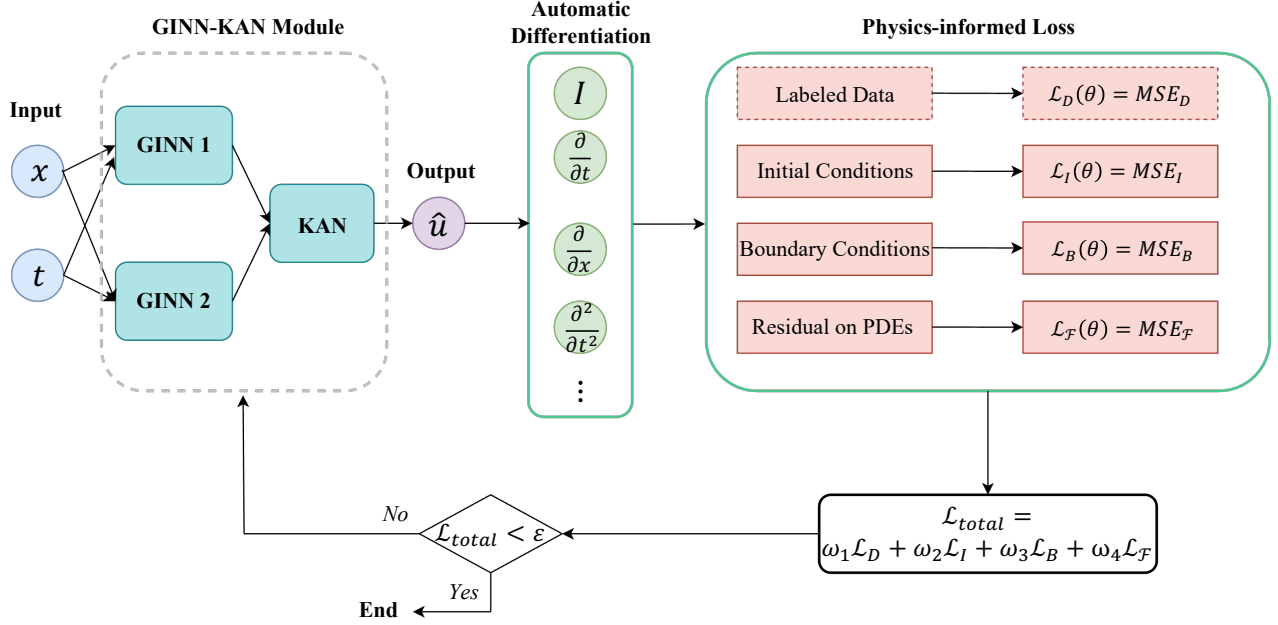 GINN-KAN Module
Automatic
Differentiation
Physics-informed Loss
Input
x
t
GINN 1
GINN 2
KAN
Output
û
I
∂/∂t
∂/∂x
∂²/∂t²
⋮
Labeled Data
ℒ_D(θ) = MSE_D
Initial Conditions
ℒ_I(θ) = MSE_I
Boundary Conditions
ℒ_B(θ) = MSE_B
Residual on PDEs
ℒ_ℱ(θ) = MSE_ℱ
ℒ_total =
ω₁ℒ_D + ω₂ℒ_I + ω₃ℒ_B + ω₄ℒ_ℱ
ℒ_total < ε
No
Yes
End